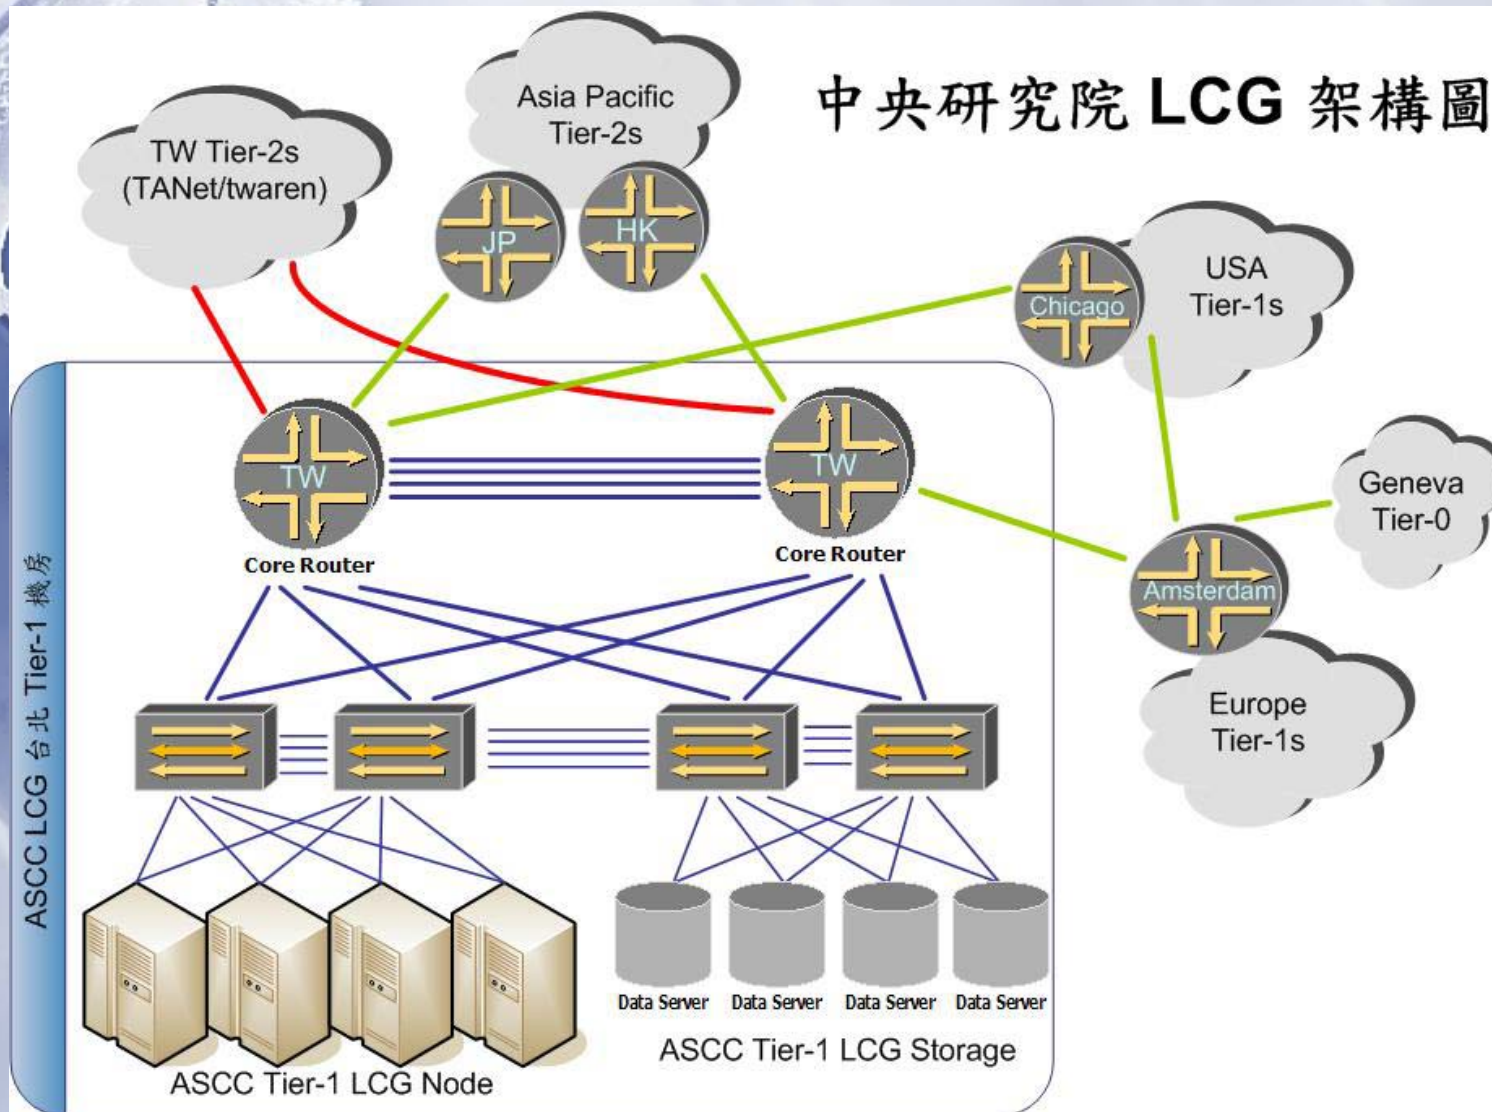 中央研究院 LCG 架構圖
Asia Pacific
Tier-2s
TW Tier-2s
(TANet/twaren)
JP
HK
USA
Tier-1s
Chicago
TW
Core Router
TW
Core Router
Geneva
Tier-0
Amsterdam
Europe
Tier-1s
ASCC LCG 台北 Tier-1 機房
Data Server
Data Server
Data Server
Data Server
ASCC Tier-1 LCG Storage
ASCC Tier-1 LCG Node